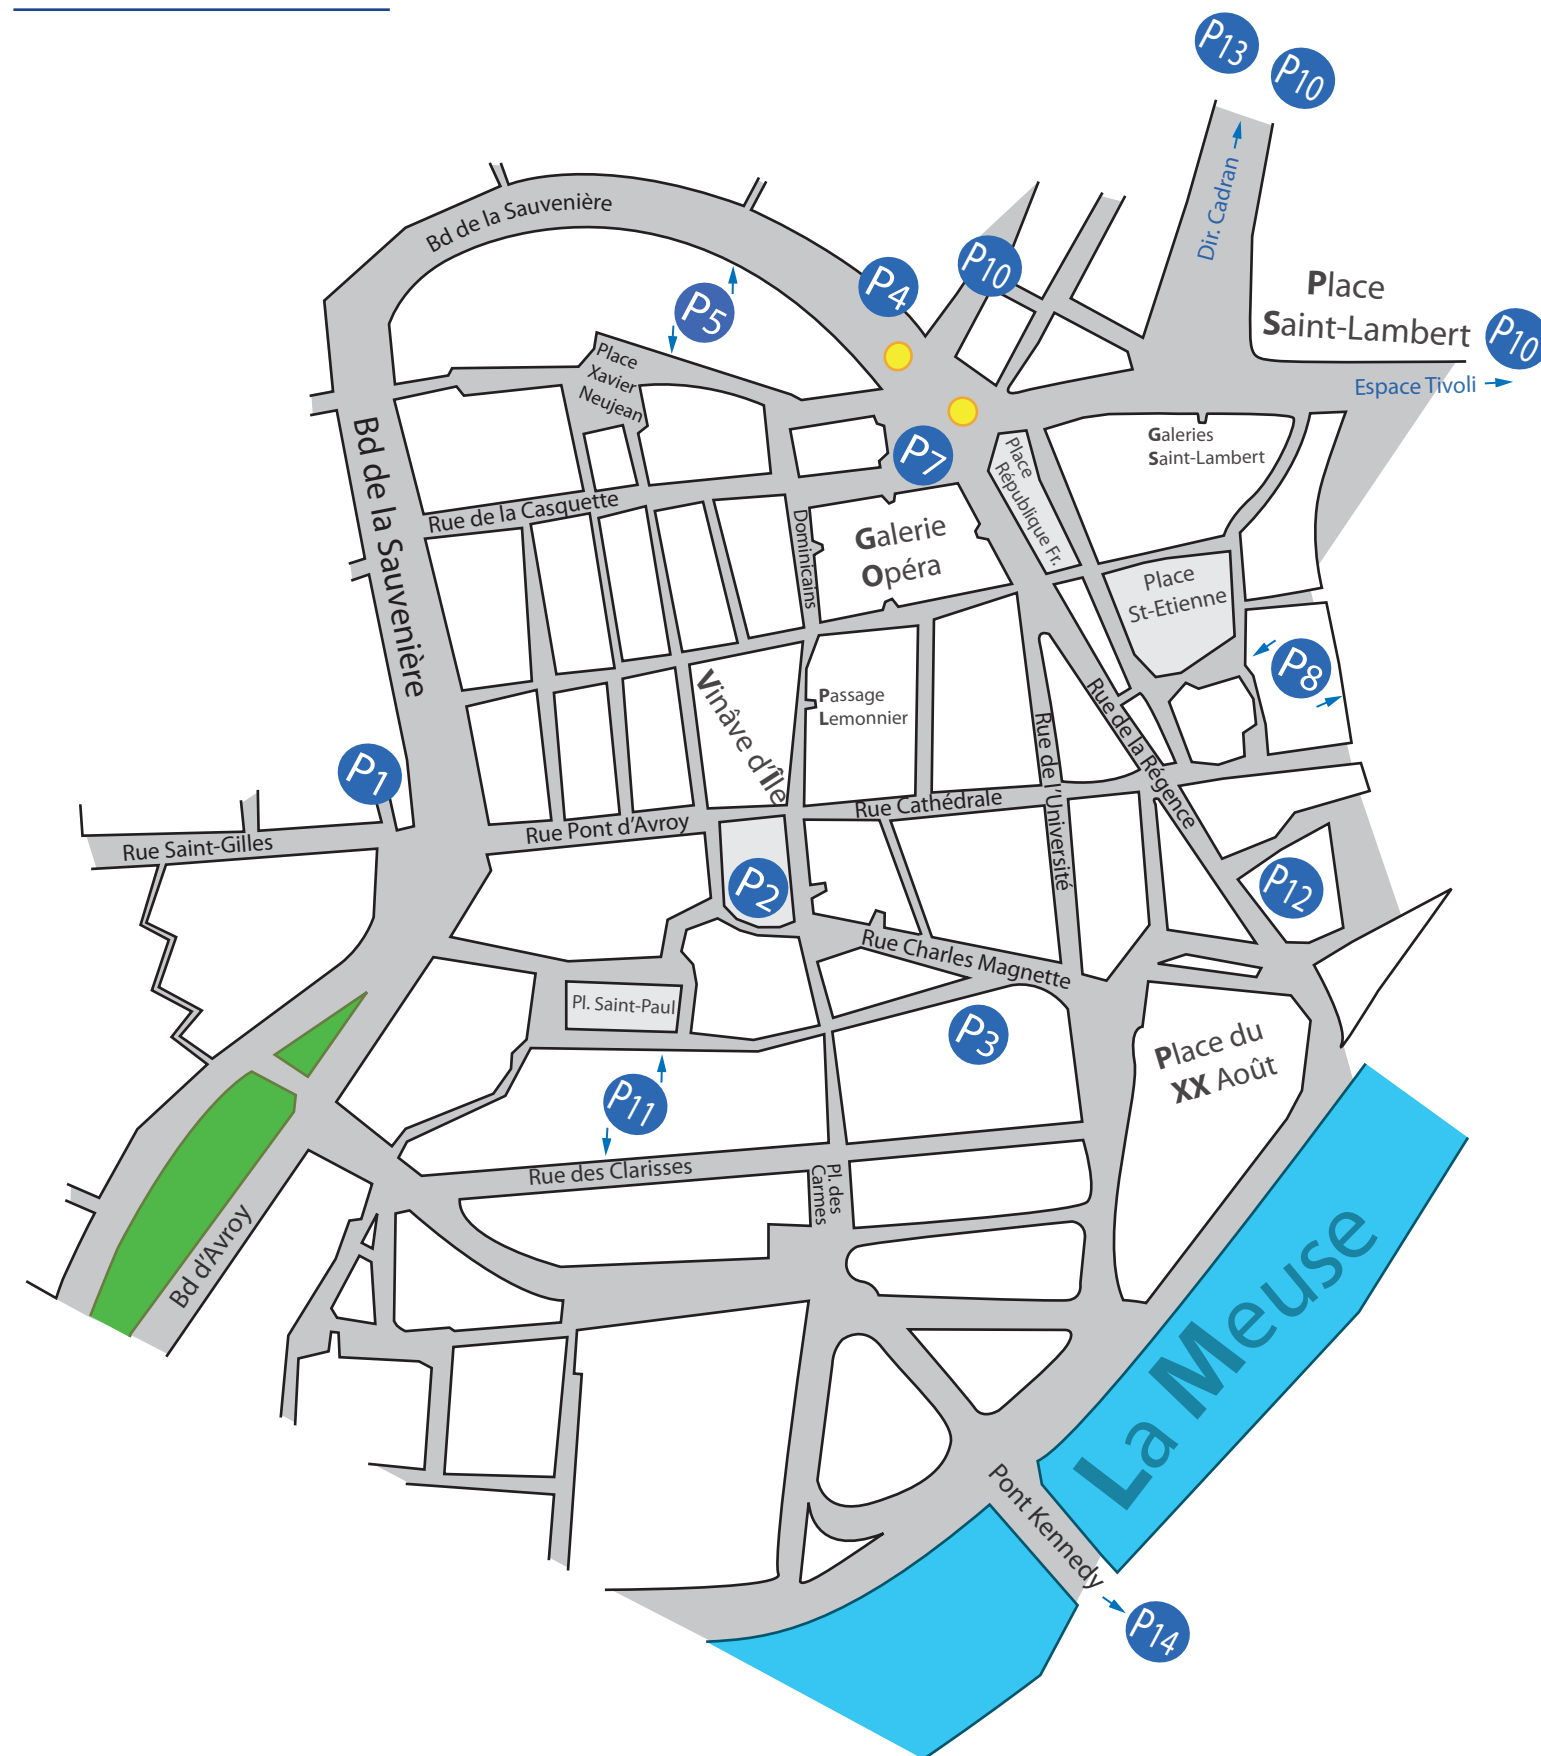 P13
P10
Dir. Cadran
Bd de la Sauvenière
P10
P4
P5
Place
Saint-Lambert
P10
Espace Tivoli
Place
Xavier
Neujean
Bd de la Sauvenière
P7
Place
République Fr.
Galeries
Saint-Lambert
Rue de la Casquette
Dominicains
Galerie
Opéra
Place
St-Etienne
P8
Vinâve d'Île
Passage
Lemonnier
Rue de la Régence
Rue de l'Université
P1
Rue Saint-Gilles
Rue Pont d'Avroy
Rue Cathédrale
P2
P12
Rue Charles Magnette
Pl. Saint-Paul
P3
Place du
XX Août
P11
Rue des Clarisses
Pl. des
Carmes
Bd d'Avroy
La Meuse
Pont Kennedy
P14